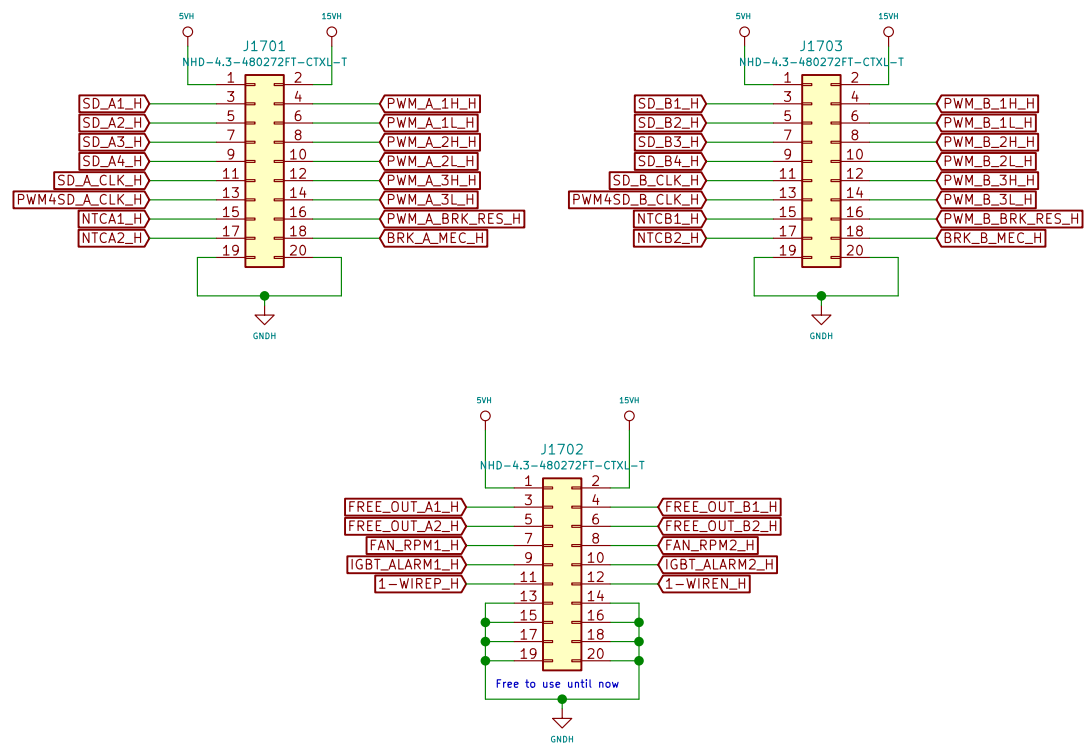 5VH 15VH
J1701
NHD-4.3-480272FT-CTXL-T
1 2
SD_A1_H 3 4 PWM_A_1H_H
SD_A2_H 5 6 PWM_A_1L_H
SD_A3_H 7 8 PWM_A_2H_H
SD_A4_H 9 10 PWM_A_2L_H
SD_A_CLK_H 11 12 PWM_A_3H_H
PWM4SD_A_CLK_H 13 14 PWM_A_3L_H
NTCA1_H 15 16 PWM_A_BRK_RES_H
NTCA2_H 17 18 BRK_A_MEC_H
19 20
GNDH
5VH 15VH
J1703
NHD-4.3-480272FT-CTXL-T
1 2
SD_B1_H 3 4 PWM_B_1H_H
SD_B2_H 5 6 PWM_B_1L_H
SD_B3_H 7 8 PWM_B_2H_H
SD_B4_H 9 10 PWM_B_2L_H
SD_B_CLK_H 11 12 PWM_B_3H_H
PWM4SD_B_CLK_H 13 14 PWM_B_3L_H
NTCB1_H 15 16 PWM_B_BRK_RES_H
NTCB2_H 17 18 BRK_B_MEC_H
19 20
GNDH
5VH 15VH
J1702
NHD-4.3-480272FT-CTXL-T
1 2
FREE_OUT_A1_H 3 4 FREE_OUT_B1_H
FREE_OUT_A2_H 5 6 FREE_OUT_B2_H
FAN_RPM1_H 7 8 FAN_RPM2_H
IGBT_ALARM1_H 9 10 IGBT_ALARM2_H
1-WIREP_H 11 12 1-WIREN_H
13 14
15 16
17 18
19 20
Free to use until now
GNDH